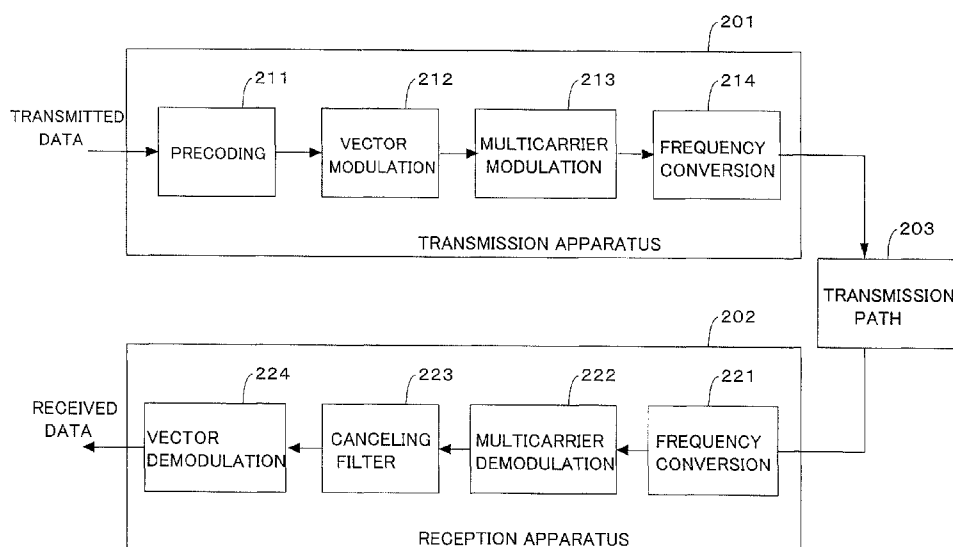 201
211
212
213
214
TRANSMITTED
DATA
PRECODING
VECTOR
MODULATION
MULTICARRIER
MODULATION
FREQUENCY
CONVERSION
TRANSMISSION APPARATUS
203
TRANSMISSION
PATH
202
224
223
222
221
RECEIVED
DATA
VECTOR
DEMODULATION
CANCELING
FILTER
MULTICARRIER
DEMODULATION
FREQUENCY
CONVERSION
RECEPTION APPARATUS